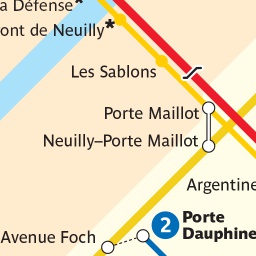 a Défense*
ont de Neuilly*
Les Sablons
Porte Maillot
Neuilly–Porte Maillot
Argentine
2 Porte
Dauphine
Avenue Foch